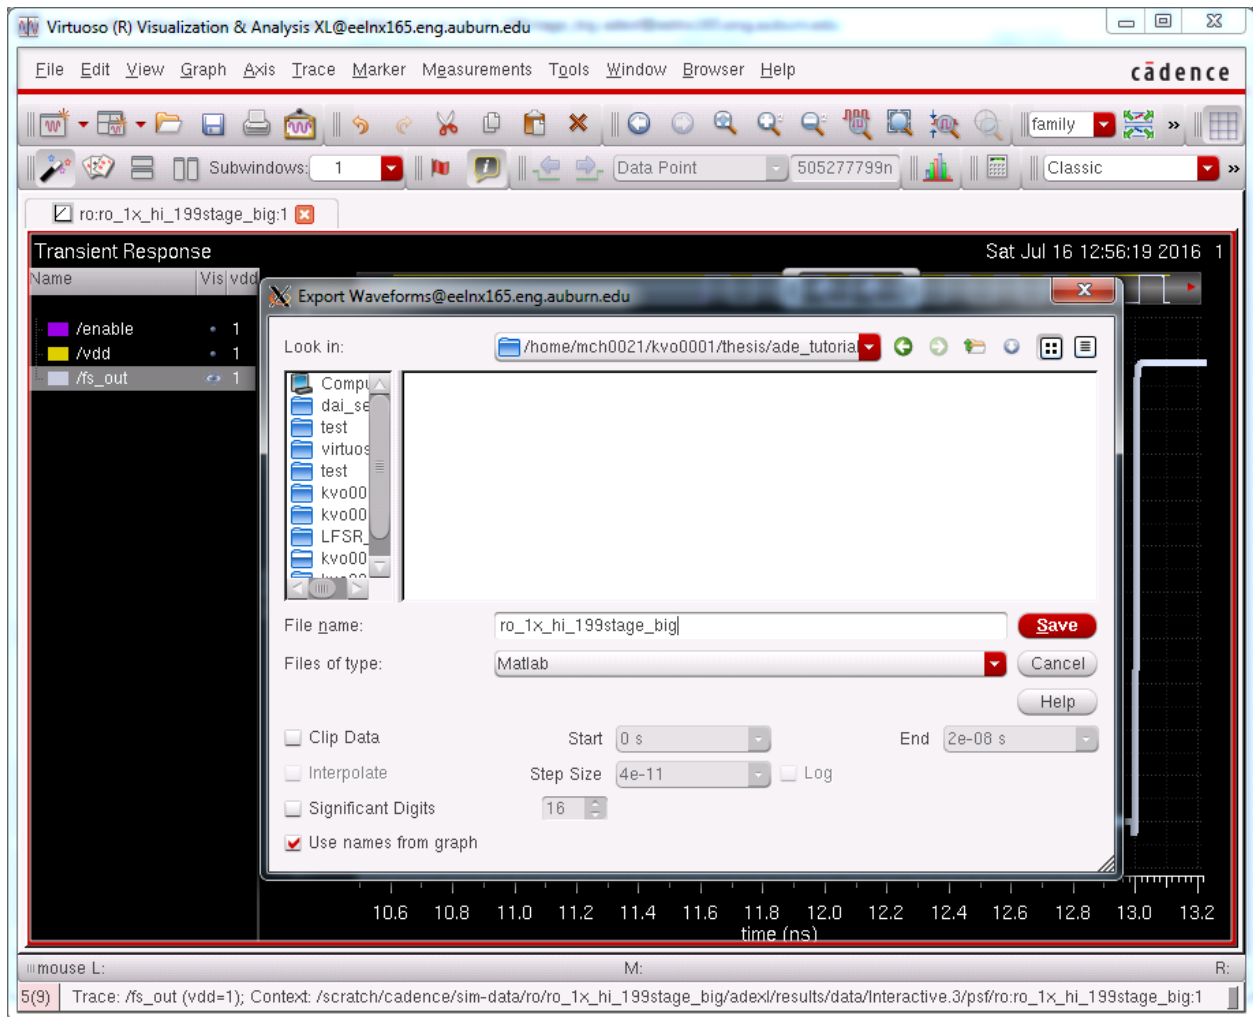 Virtuoso (R) Visualization & Analysis XL@eelnx165.eng.auburn.edu
File Edit View Graph Axis Trace Marker Measurements Tools Window Browser Help cādence
family »
Subwindows: 1 Data Point 505277799n Classic »
ro:ro_1x_hi_199stage_big:1
Transient Response Sat Jul 16 12:56:19 2016 1
Name Vis vdd
Export Waveforms@eelnx165.eng.auburn.edu
/enable 1
/vdd 1
/fs_out 1
Look in: /home/mch0021/kvo0001/thesis/ade_tutorial
Compu
dai_se
test
virtuos
test
kvo00
kvo00
LFSR_
kvo00
File name: ro_1x_hi_199stage_big Save
Files of type: Matlab Cancel
Help
Clip Data Start 0 s End 2e-08 s
Interpolate Step Size 4e-11 Log
Significant Digits 16
Use names from graph
10.6 10.8 11.0 11.2 11.4 11.6 11.8 12.0 12.2 12.4 12.6 12.8 13.0 13.2
time (ns)
mouse L: M: R:
5(9) Trace: /fs_out (vdd=1); Context: /scratch/cadence/sim-data/ro/ro_1x_hi_199stage_big/adexl/results/data/Interactive.3/psf/ro:ro_1x_hi_199stage_big:1